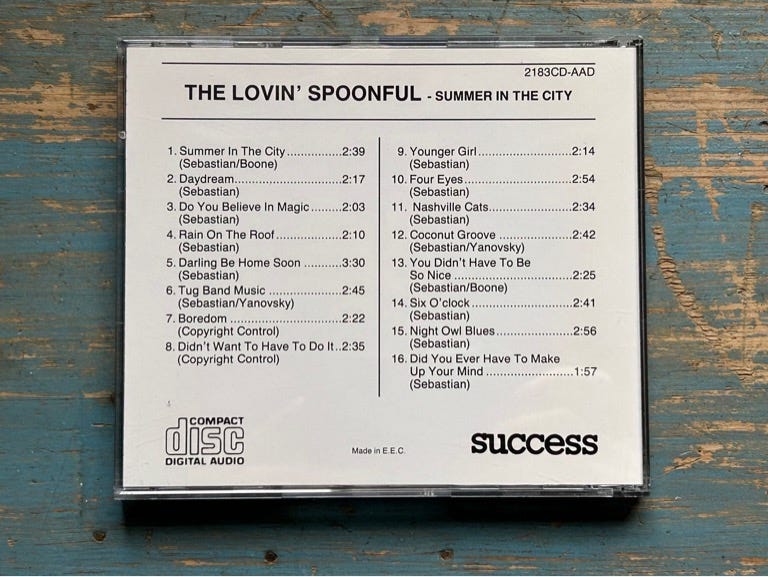 2183CD-AAD
THE LOVIN' SPOONFUL - SUMMER IN THE CITY
1. Summer In The City...............2:39
(Sebastian/Boone)
2. Daydream..............................2:17
(Sebastian)
3. Do You Believe In Magic.........2:03
(Sebastian)
4. Rain On The Roof..................2:10
(Sebastian)
5. Darling Be Home Soon ...........3:30
(Sebastian)
6. Tug Band Music ....................2:45
(Sebastian/Yanovsky)
7. Boredom ...............................2:22
(Copyright Control)
8. Didn't Want To Have To Do It..2:35
(Copyright Control)
9. Younger Girl..........................2:14
(Sebastian)
10. Four Eyes..............................2:54
(Sebastian)
11. Nashville Cats.......................2:34
(Sebastian)
12. Coconut Groove ....................2:42
(Sebastian/Yanovsky)
13. You Didn't Have To Be
So Nice .................................2:25
(Sebastian/Boone)
14. Six O'clock............................2:41
(Sebastian)
15. Night Owl Blues.....................2:56
(Sebastian)
16. Did You Ever Have To Make
Up Your Mind ........................1:57
(Sebastian)
COMPACT
disc
DIGITAL AUDIO
Made in E.E.C.
success